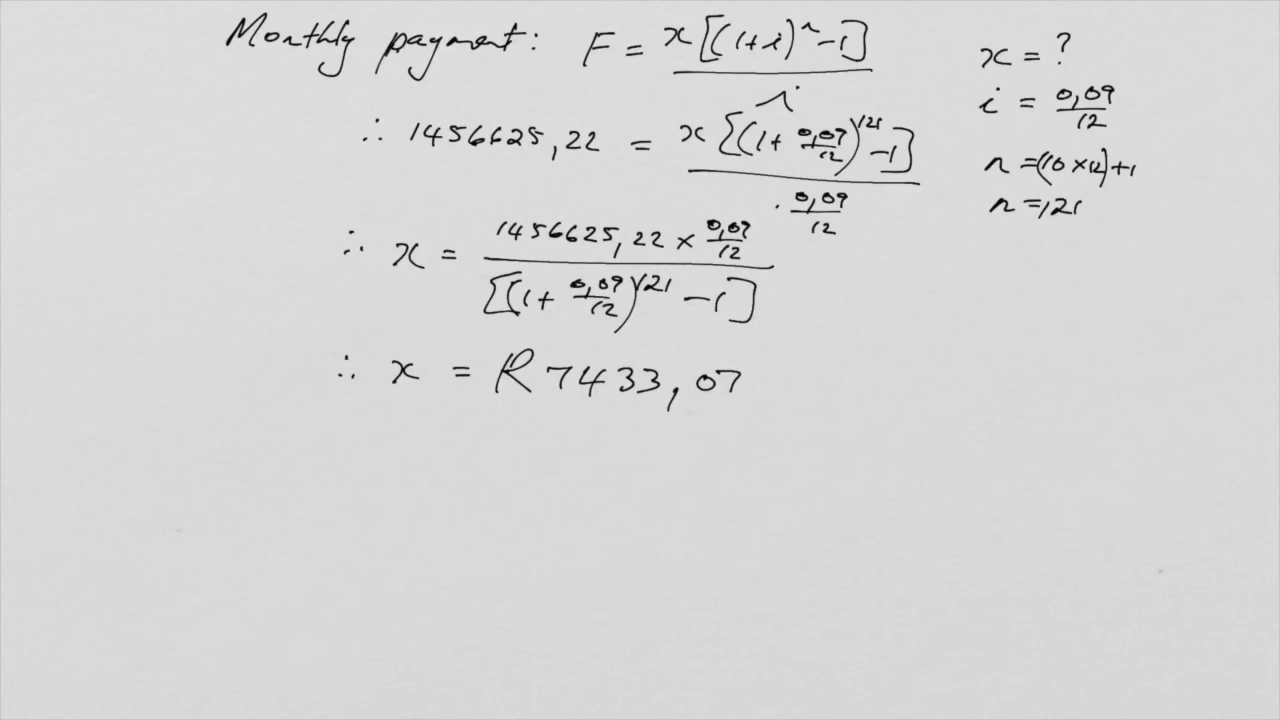 Monthly payment: F = x[(1+i)^n -1] / i
∴ 1456625,22 = x[(1+ 0,09/12)^121 -1] / 0,09/12
∴ x = 1456625,22 × 0,09/12 / [(1+ 0,09/12)^121 -1]
∴ x = R7433,07
x = ?
i = 0,09/12
n =(10×12)+1
n =121